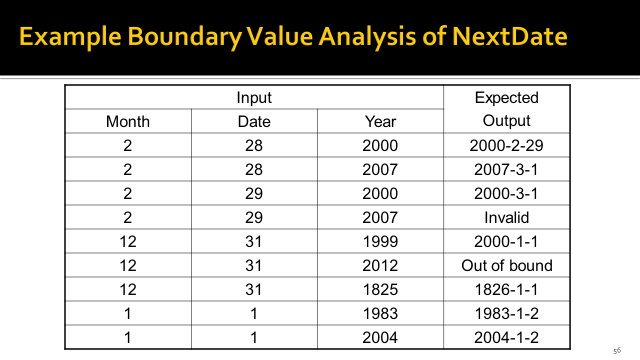 Example Boundary Value Analysis of NextDate
Input Expected Output
Month Date Year
2 28 2000 2000-2-29
2 28 2007 2007-3-1
2 29 2000 2000-3-1
2 29 2007 Invalid
12 31 1999 2000-1-1
12 31 2012 Out of bound
12 31 1825 1826-1-1
1 1 1983 1983-1-2
1 1 2004 2004-1-2
56